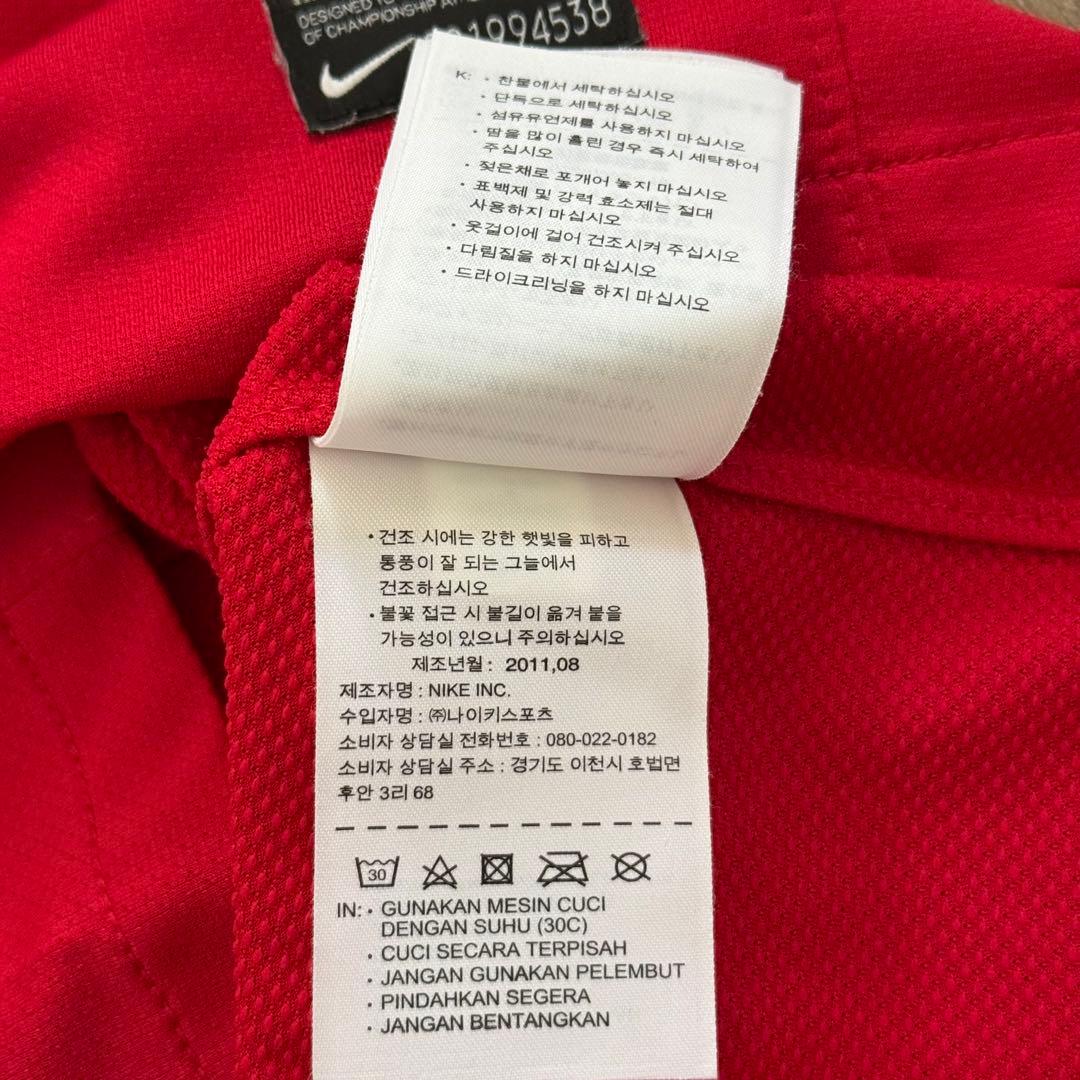 DESIGNED TO
OF CHAMPIONSHIP
1994538
K: • 찬물에서 세탁하십시오
• 단독으로 세탁하십시오
• 섬유유연제를 사용하지 마십시오
• 땀을 많이 흘린 경우 즉시 세탁하여
주십시오
• 젖은채로 포개어 놓지 마십시오
• 표백제 및 강력 효소제는 절대
사용하지 마십시오
• 옷걸이에 걸어 건조시켜 주십시오
• 다림질을 하지 마십시오
• 드라이크리닝을 하지 마십시오
• 건조 시에는 강한 햇빛을 피하고
통풍이 잘 되는 그늘에서
건조하십시오
• 불꽃 접근 시 불길이 옮겨 붙을
가능성이 있으니 주의하십시오
제조년월 : 2011,08
제조자명 : NIKE INC.
수입자명 : ㈜나이키스포츠
소비자 상담실 전화번호 : 080-022-0182
소비자 상담실 주소 : 경기도 이천시 호법면
후안 3리 68
30
IN: • GUNAKAN MESIN CUCI
DENGAN SUHU (30C)
• CUCI SECARA TERPISAH
• JANGAN GUNAKAN PELEMBUT
• PINDAHKAN SEGERA
• JANGAN BENTANGKAN